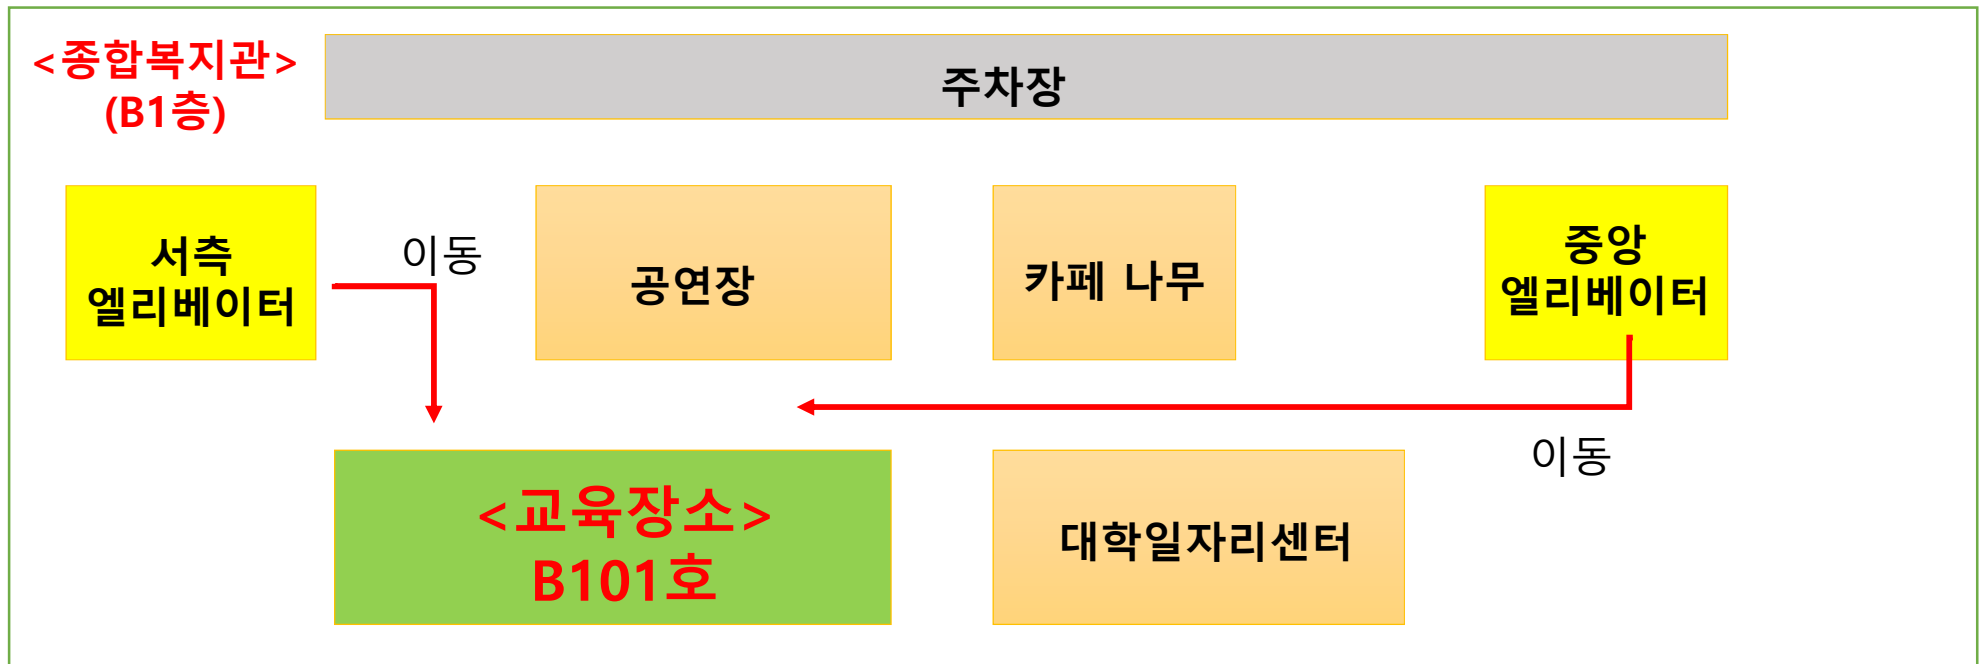 <종합복지관>
(B1층)
주차장
서측
엘리베이터
이동
공연장
카페 나무
중앙
엘리베이터
이동
<교육장소>
B101호
대학일자리센터